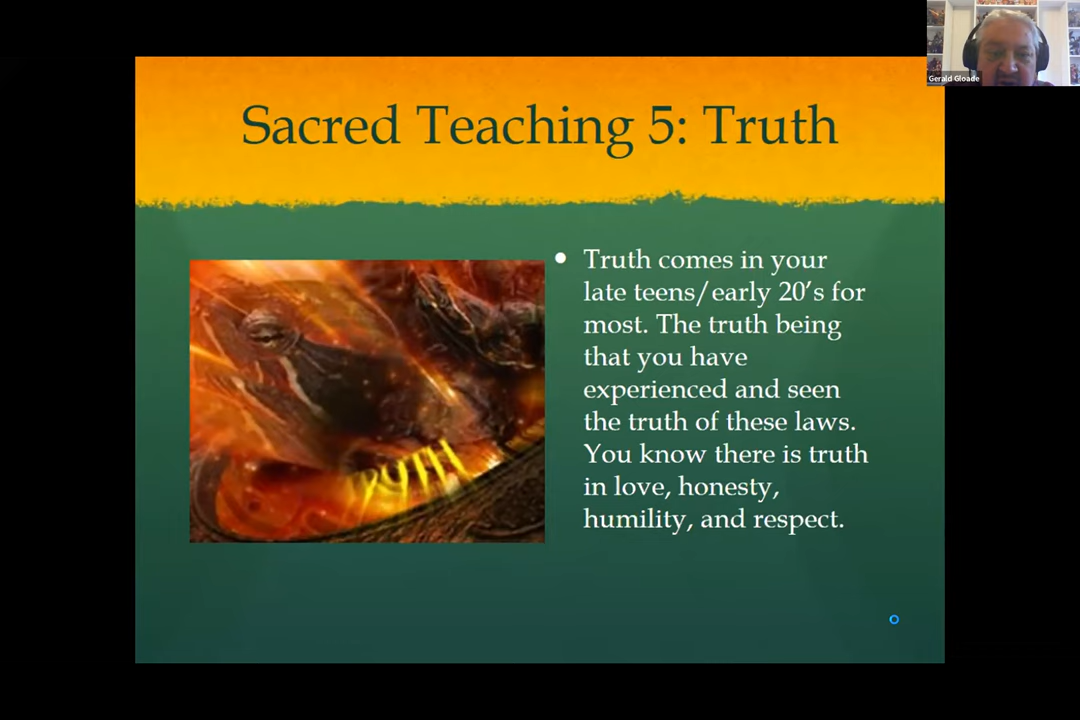 Gerald Gloade
Sacred Teaching 5: Truth
Truth comes in your
late teens/early 20’s for
most. The truth being
that you have
experienced and seen
the truth of these laws.
You know there is truth
in love, honesty,
humility, and respect.
TRUTH